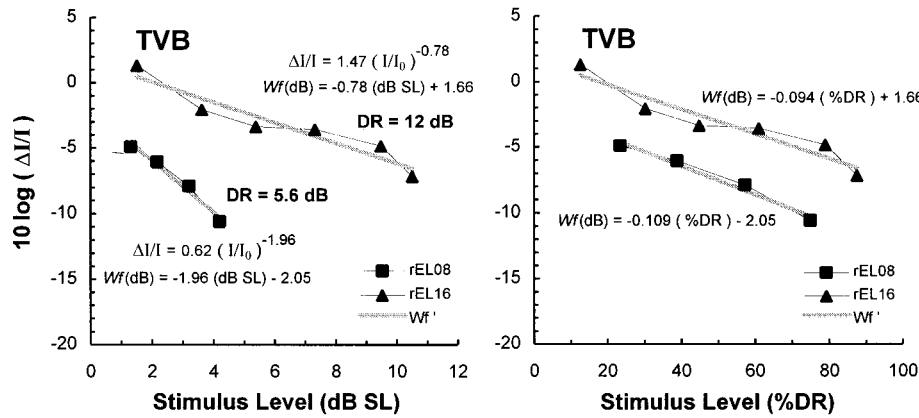 TVB
ΔI/I = 1.47 ( I/I₀ )^-0.78
Wf(dB) = -0.78 (dB SL) + 1.66
DR = 12 dB
DR = 5.6 dB
ΔI/I = 0.62 ( I/I₀ )^-1.96
Wf(dB) = -1.96 (dB SL) - 2.05
rEL08
rEL16
Wf '
5
0
-5
-10
-15
-20
10 log ( ΔI/I )
0 2 4 6 8 10 12
Stimulus Level (dB SL)
TVB
Wf(dB) = -0.094 ( %DR ) + 1.66
Wf(dB) = -0.109 ( %DR ) - 2.05
rEL08
rEL16
Wf '
5
0
-5
-10
-15
-20
0 20 40 60 80 100
Stimulus Level (%DR)